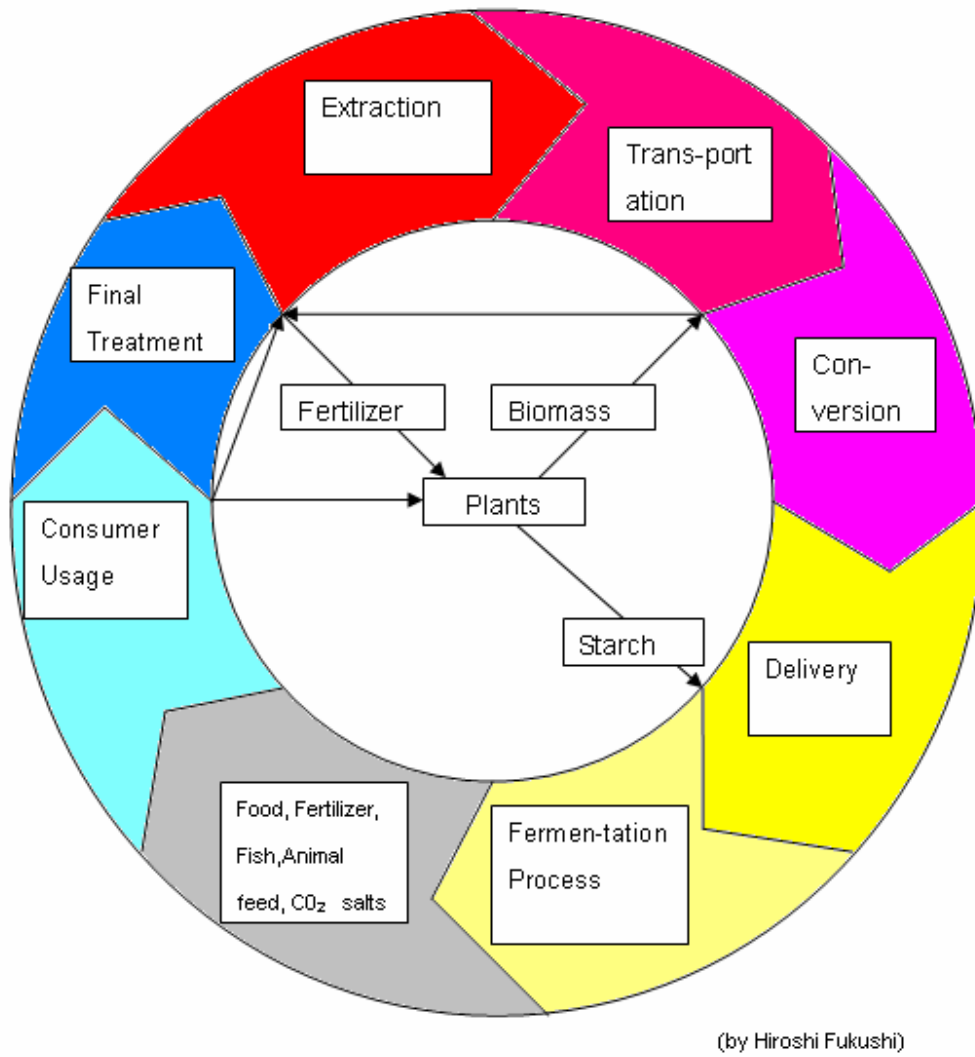 Extraction
Trans-port
ation
Final
Treatment
Fertilizer
Biomass
Con-
version
Plants
Consumer
Usage
Starch
Delivery
Food, Fertilizer,
Fish,Animal
feed, C0₂ salts
Fermen-tation
Process
(by Hiroshi Fukushi)